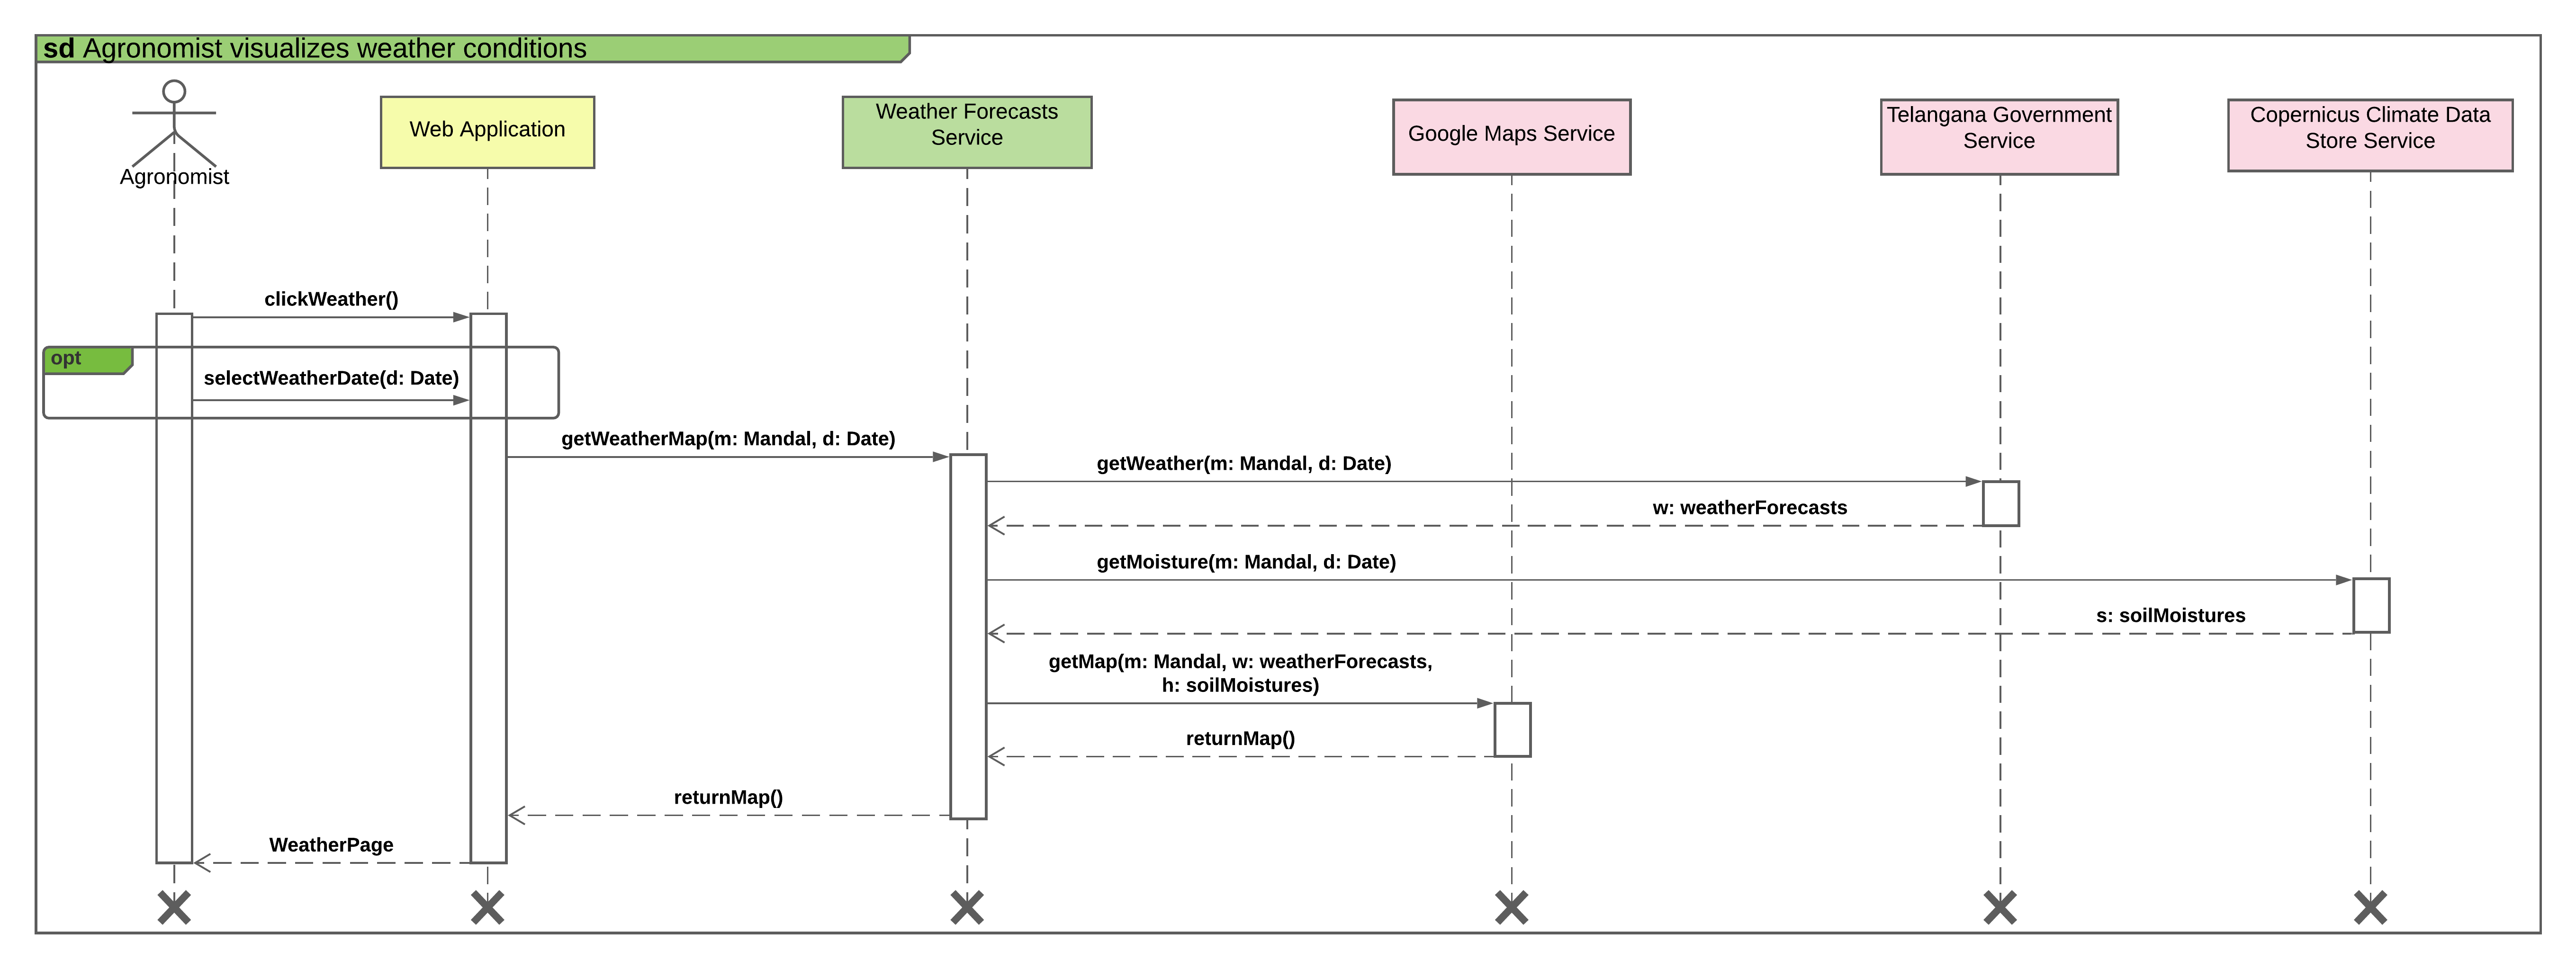 sd Agronomist visualizes weather conditions
Agronomist
Web Application
Weather Forecasts
Service
Google Maps Service
Telangana Government
Service
Copernicus Climate Data
Store Service
clickWeather()
opt
selectWeatherDate(d: Date)
getWeatherMap(m: Mandal, d: Date)
getWeather(m: Mandal, d: Date)
w: weatherForecasts
getMoisture(m: Mandal, d: Date)
s: soilMoistures
getMap(m: Mandal, w: weatherForecasts,
h: soilMoistures)
returnMap()
returnMap()
WeatherPage